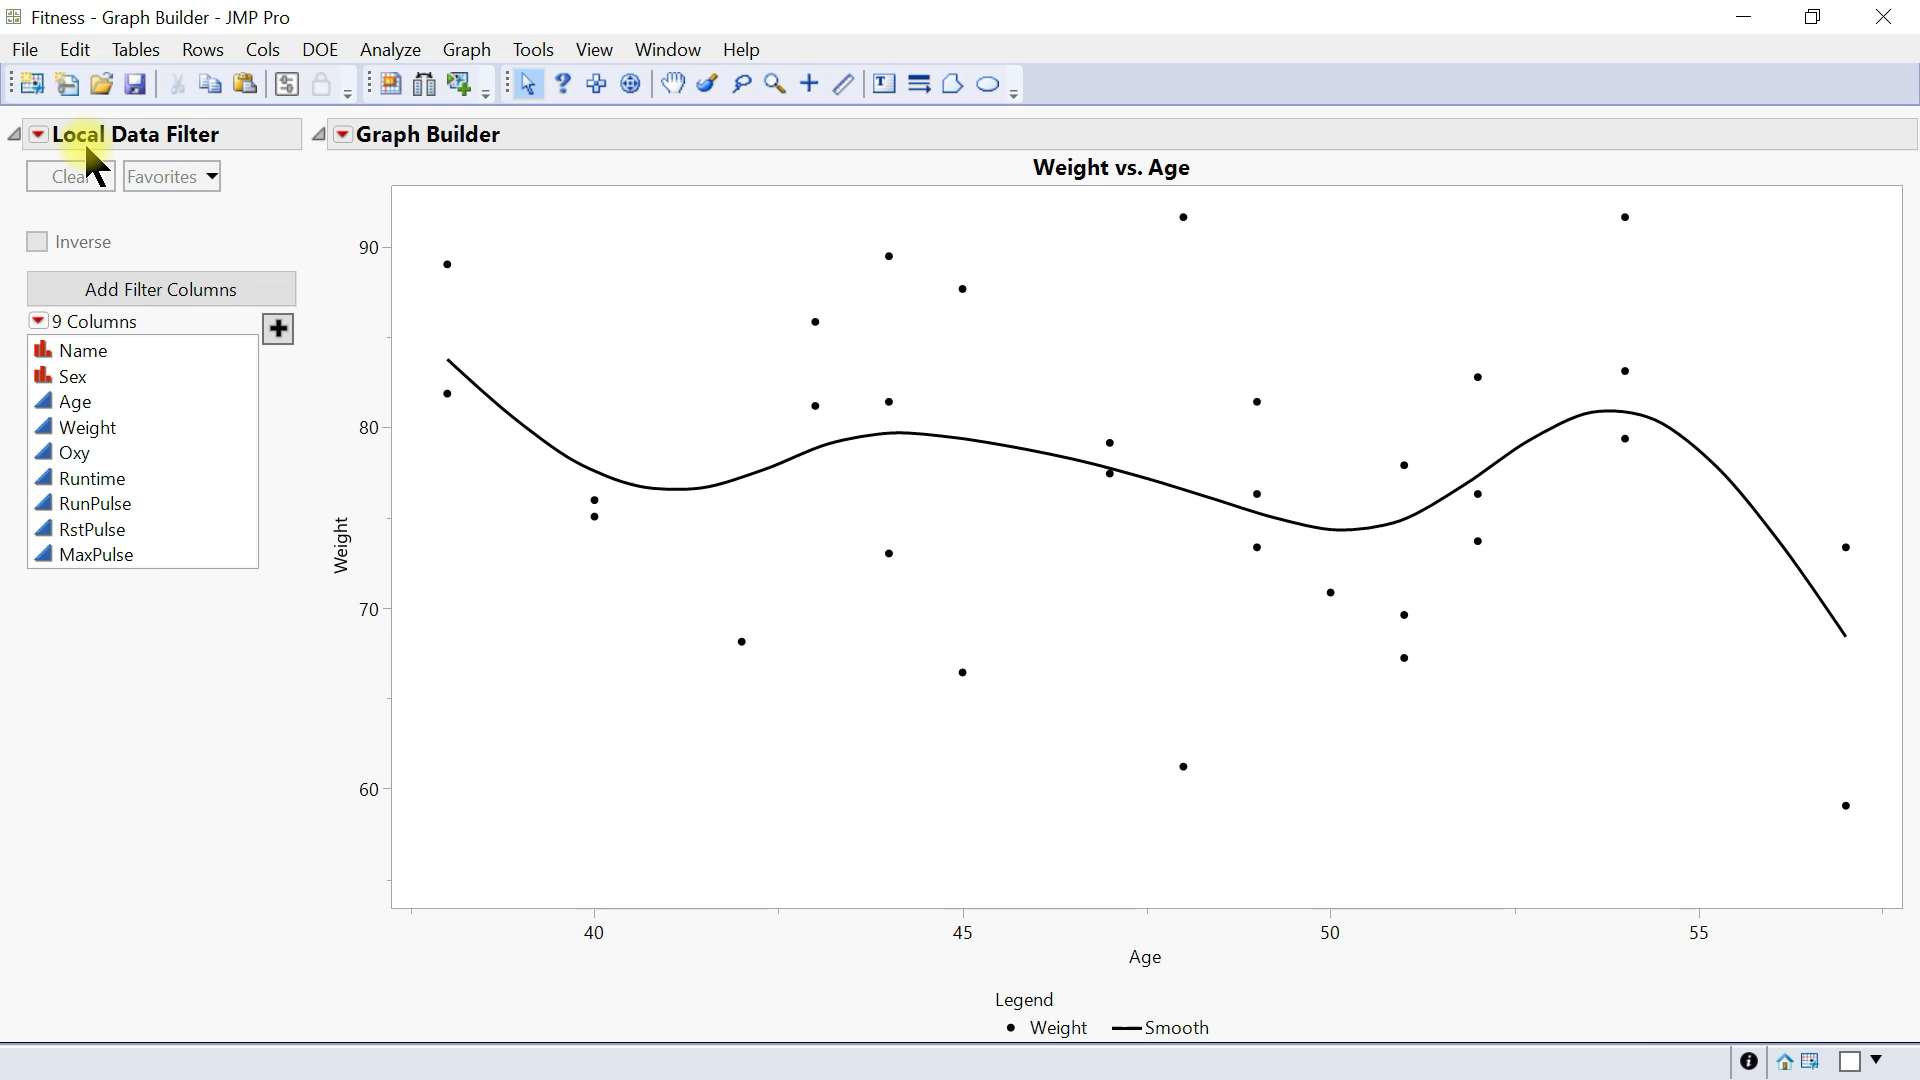 Fitness - Graph Builder - JMP Pro
File Edit Tables Rows Cols DOE Analyze Graph Tools View Window Help
Local Data Filter
Graph Builder
Clear Favorites
Inverse
Add Filter Columns
9 Columns
Name
Sex
Age
Weight
Oxy
Runtime
RunPulse
RstPulse
MaxPulse
Weight vs. Age
90
80
70
60
Weight
40 45 50 55
Age
Legend
Weight Smooth